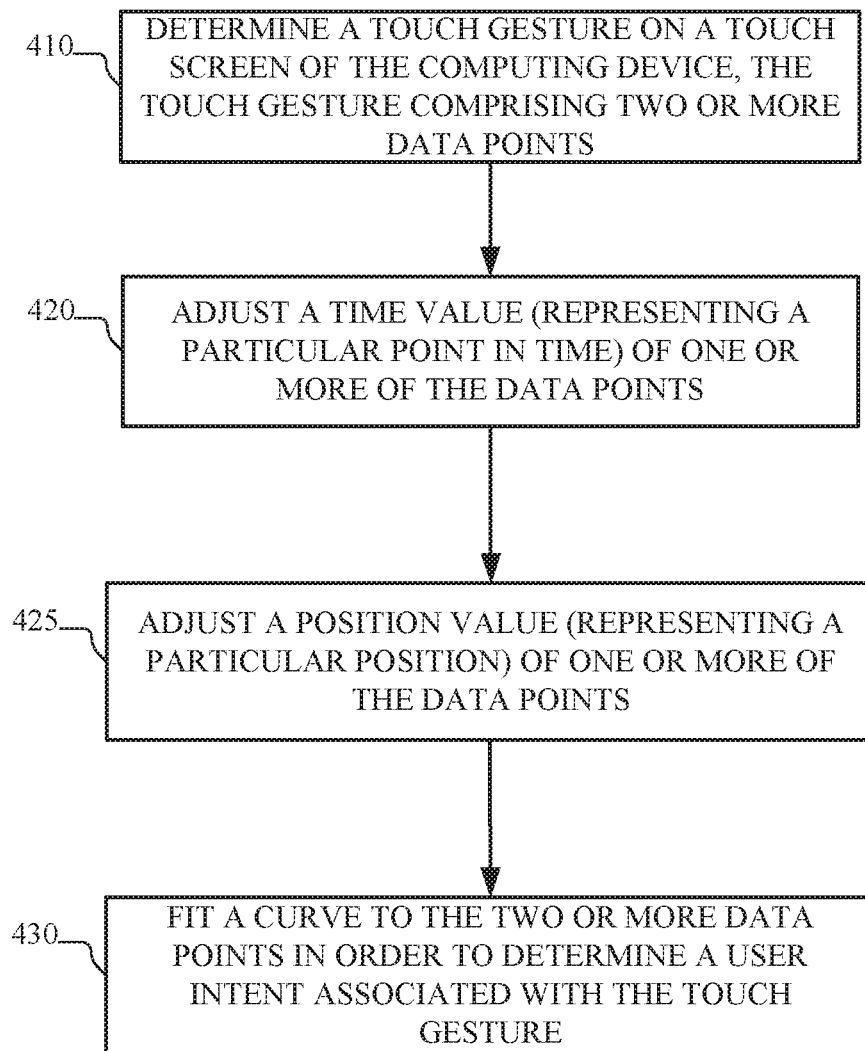 410
DETERMINE A TOUCH GESTURE ON A TOUCH
SCREEN OF THE COMPUTING DEVICE, THE
TOUCH GESTURE COMPRISING TWO OR MORE
DATA POINTS
420
ADJUST A TIME VALUE (REPRESENTING A
PARTICULAR POINT IN TIME) OF ONE OR
MORE OF THE DATA POINTS
425
ADJUST A POSITION VALUE (REPRESENTING A
PARTICULAR POSITION) OF ONE OR MORE OF
THE DATA POINTS
430
FIT A CURVE TO THE TWO OR MORE DATA
POINTS IN ORDER TO DETERMINE A USER
INTENT ASSOCIATED WITH THE TOUCH
GESTURE